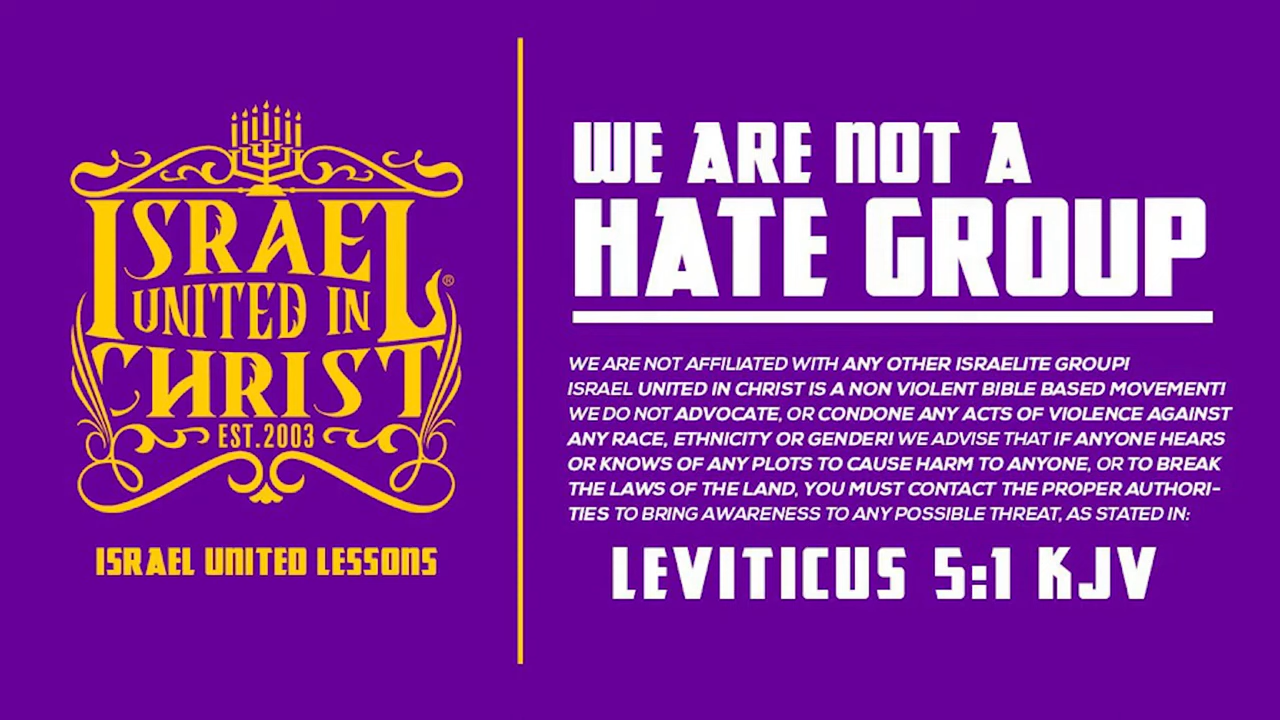 ISRAEL
UNITED IN
CHRIST®
EST.2003
ISRAEL UNITED LESSONS
WE ARE NOT A
HATE GROUP
WE ARE NOT AFFILIATED WITH ANY OTHER ISRAELITE GROUP!
ISRAEL UNITED IN CHRIST IS A NON VIOLENT BIBLE BASED MOVEMENT!
WE DO NOT ADVOCATE, OR CONDONE ANY ACTS OF VIOLENCE AGAINST
ANY RACE, ETHNICITY OR GENDER! WE ADVISE THAT IF ANYONE HEARS
OR KNOWS OF ANY PLOTS TO CAUSE HARM TO ANYONE, OR TO BREAK
THE LAWS OF THE LAND, YOU MUST CONTACT THE PROPER AUTHORI-
TIES TO BRING AWARENESS TO ANY POSSIBLE THREAT, AS STATED IN:
LEVITICUS 5:1 KJV